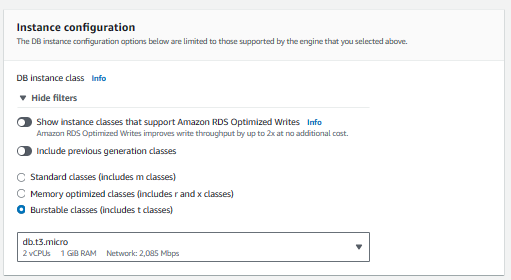 Instance configuration
The DB instance configuration options below are limited to those supported by the engine that you selected above.
DB instance class Info
Hide filters
Show instance classes that support Amazon RDS Optimized Writes Info
Amazon RDS Optimized Writes improves write throughput by up to 2x at no additional cost.
Include previous generation classes
Standard classes (includes m classes)
Memory optimized classes (includes r and x classes)
Burstable classes (includes t classes)
db.t3.micro
2 vCPUs 1 GiB RAM Network: 2,085 Mbps